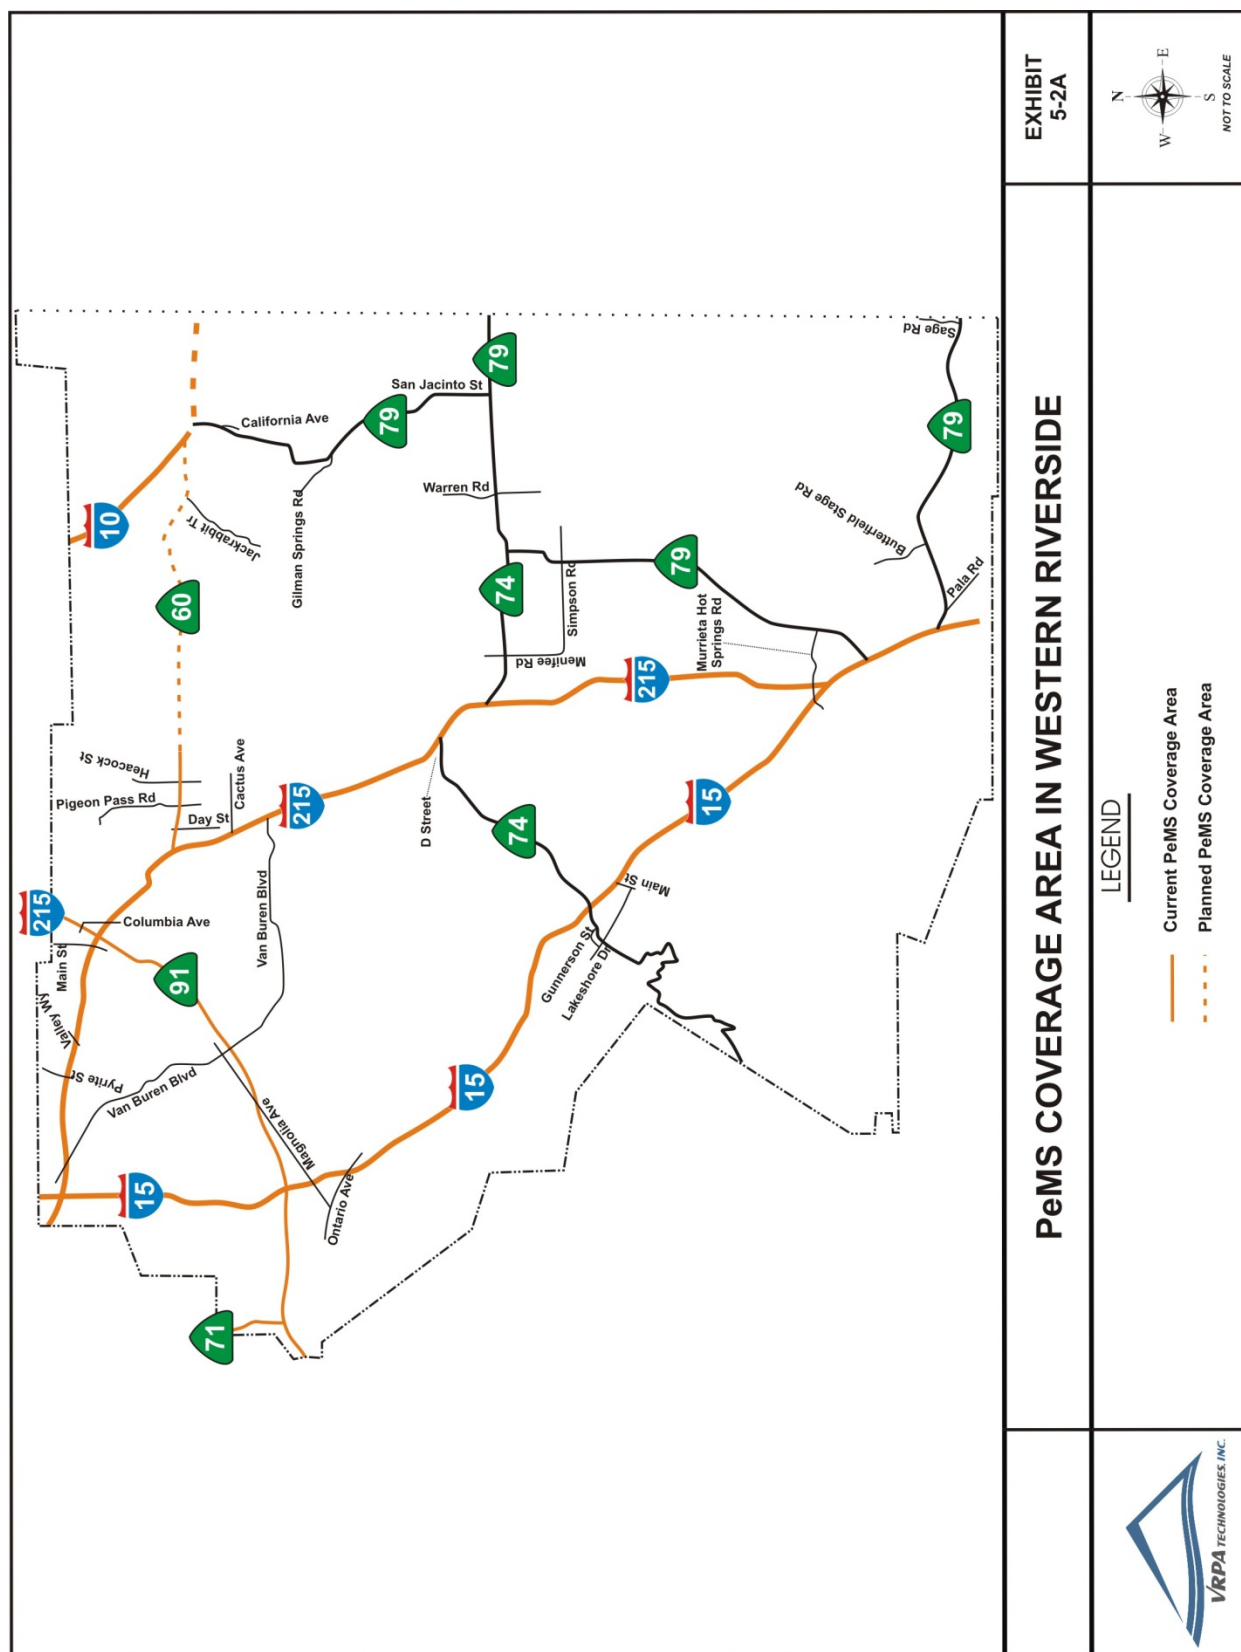 10
60
79
79
74
79
79
215
215
215
91
15
15
15
74
71
California Ave
San Jacinto St
Sage Rd
Jackrabbit Tr
Gilman Springs Rd
Warren Rd
Butterfield Stage Rd
Simpson Rd
Menifee Rd
Murrieta Hot
Springs Rd
Pala Rd
Heacock St
Pigeon Pass Rd
Day St
Cactus Ave
D Street
Columbia Ave
Main St
Van Buren Blvd
Valley Wy
Pyrite St
Van Buren Blvd
Magnolia Ave
Ontario Ave
Main St
Gunnerson St
Lakeshore Dr
VRPA TECHNOLOGIES, INC.
PeMS COVERAGE AREA IN WESTERN RIVERSIDE
EXHIBIT
5-2A
LEGEND
Current PeMS Coverage Area
Planned PeMS Coverage Area
N
W
E
S
NOT TO SCALE